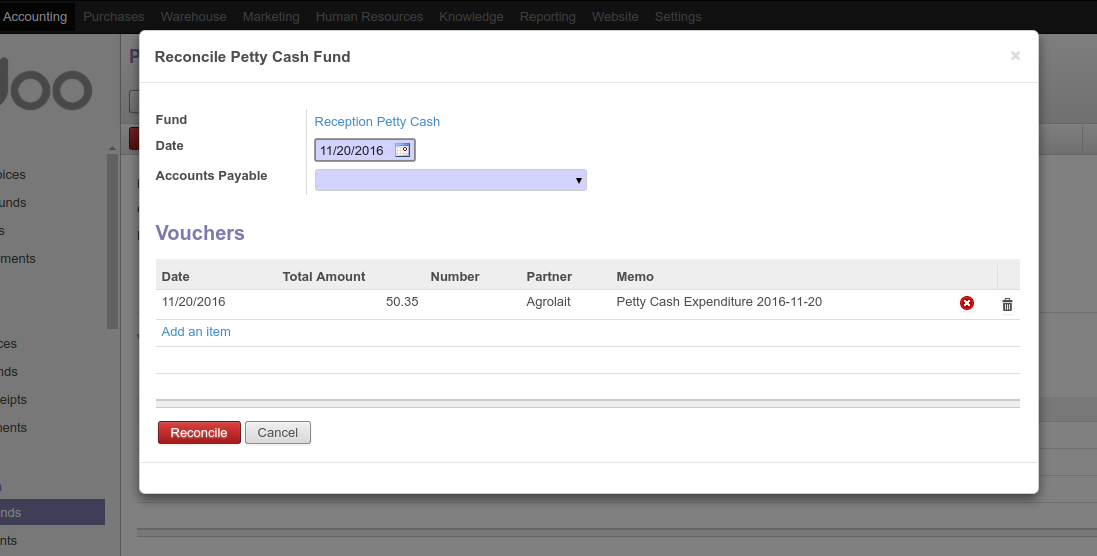 Accounting Purchases Warehouse Marketing Human Resources Knowledge Reporting Website Settings
Reconcile Petty Cash Fund ×
Fund Reception Petty Cash
Date 11/20/2016
Accounts Payable
Vouchers
Date Total Amount Number Partner Memo
11/20/2016 50.35 Agrolait Petty Cash Expenditure 2016-11-20
Add an item
Reconcile Cancel